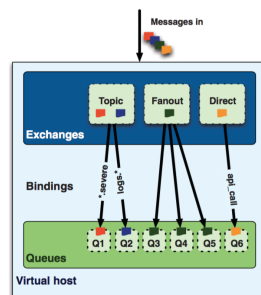 Messages in
Topic
Fanout
Direct
Exchanges
Bindings
*.severe
logs.*
api_call
Q1
Q2
Q3
Q4
Q5
Q6
Queues
Virtual host